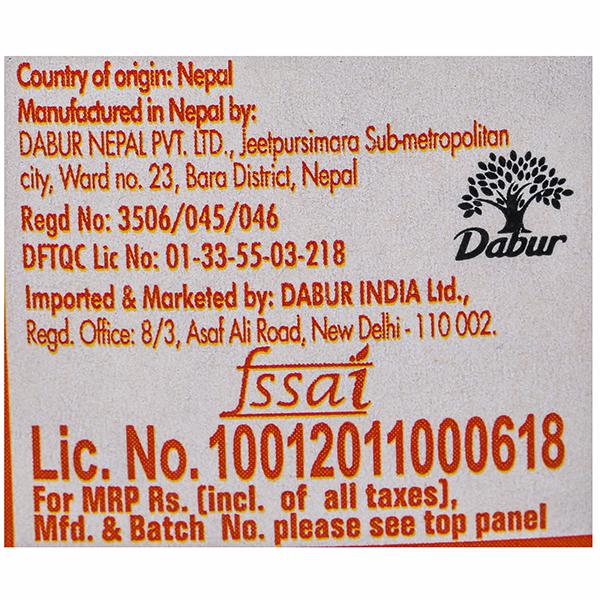 Country of origin: Nepal
Manufactured in Nepal by:
DABUR NEPAL PVT. LTD., Jeetpursimara Sub-metropolitan
city, Ward no. 23, Bara District, Nepal
Regd No: 3506/045/046
DFTQC Lic No: 01-33-55-03-218
Dabur
Imported & Marketed by: DABUR INDIA Ltd.,
Regd. Office: 8/3, Asaf Ali Road, New Delhi - 110 002.
fssai
Lic. No. 10012011000618
For MRP Rs. (incl. of all taxes),
Mfd. & Batch No. please see top panel